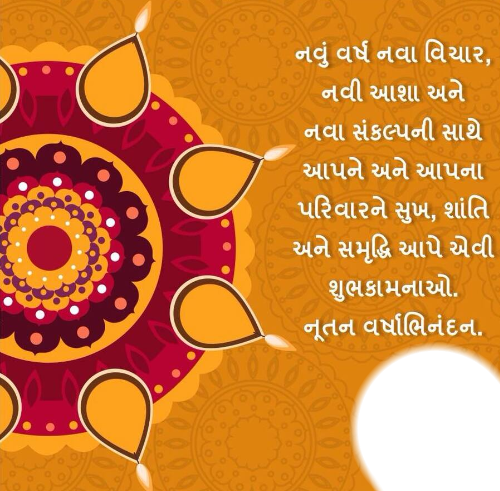 નવું વર્ષ નવા વિચાર,
નવી આશા અને
નવા સંકલ્પની સાથે
આપને અને આપના
પરિવારને સુખ, શાંતિ
અને સમૃદ્ધિ આપે એવી
શુભકામનાઓ.
નૂતન વર્ષાભિનંદન.